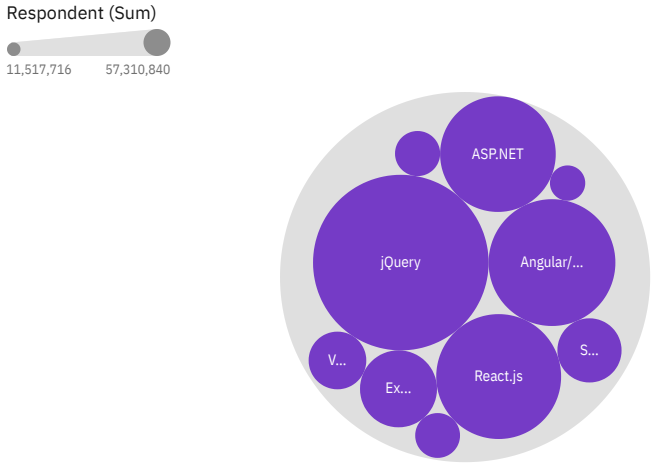 Respondent (Sum)
11,517,716 57,310,840
ASP.NET
jQuery
Angular/...
V...
Ex...
React.js
S...